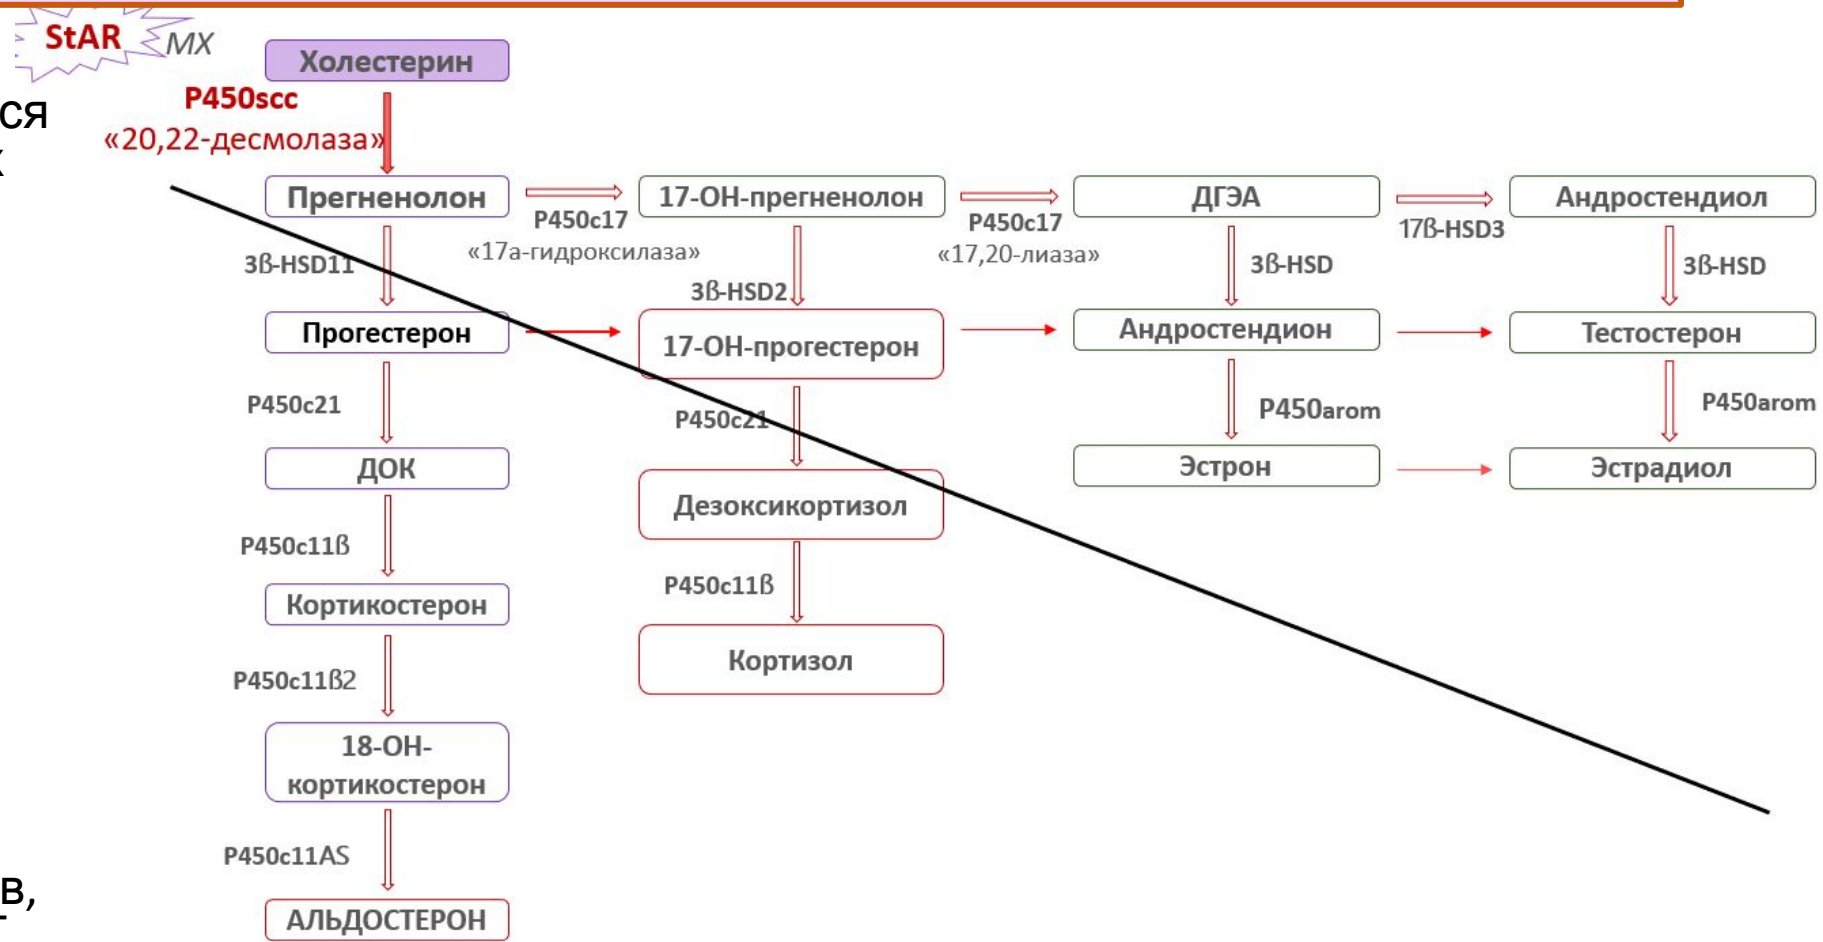 StAR
МХ
Холестерин
P450scc
«20,22-десмолаза»
ся
Прегненолон
17-ОН-прегненолон
ДГЭА
Андростендиол
P450c17
«17а-гидроксилаза»
P450c17
«17,20-лиаза»
17ß-HSD3
3ß-HSD11
3ß-HSD2
3ß-HSD
3ß-HSD
Прогестерон
17-ОН-прогестерон
Андростендион
Тестостерон
P450c21
P450c21
P450arom
P450arom
ДОК
Дезоксикортизол
Эстрон
Эстрадиол
P450c11ß
P450c11ß
Кортикостерон
Кортизол
P450c11ß2
18-ОН-
кортикостерон
P450c11AS
АЛЬДОСТЕРОН
в,